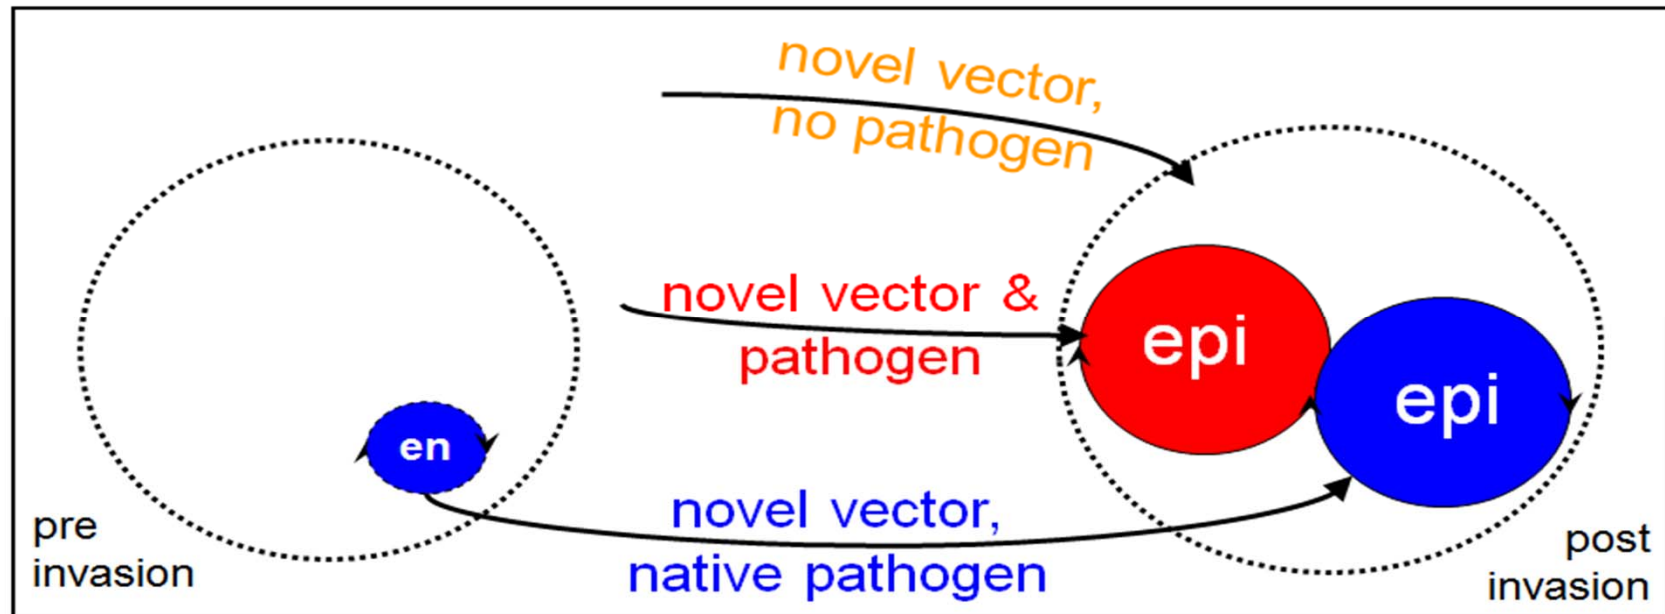 novel vector,
no pathogen
novel vector &
pathogen
epi
epi
en
novel vector,
native pathogen
pre
invasion
post
invasion